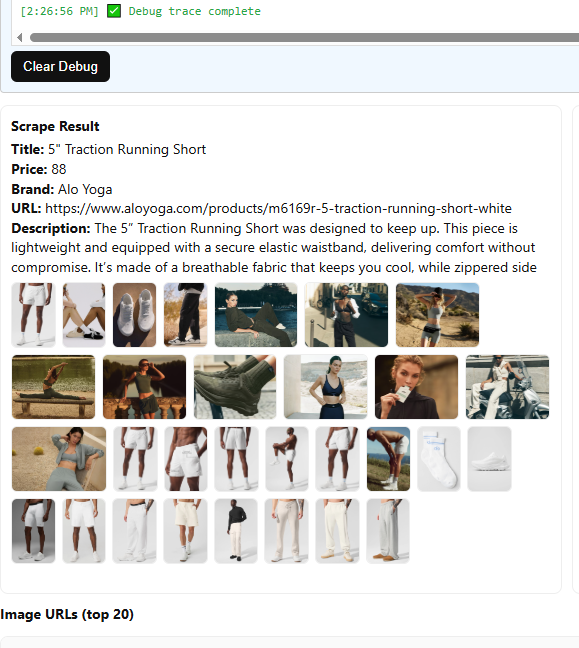 [2:26:56 PM] ✅ Debug trace complete
Clear Debug
Scrape Result
Title: 5" Traction Running Short
Price: 88
Brand: Alo Yoga
URL: https://www.aloyoga.com/products/m6169r-5-traction-running-short-white
Description: The 5” Traction Running Short was designed to keep up. This piece is
lightweight and equipped with a secure elastic waistband, delivering comfort without
compromise. It’s made of a breathable fabric that keeps you cool, while zippered side
Image URLs (top 20)